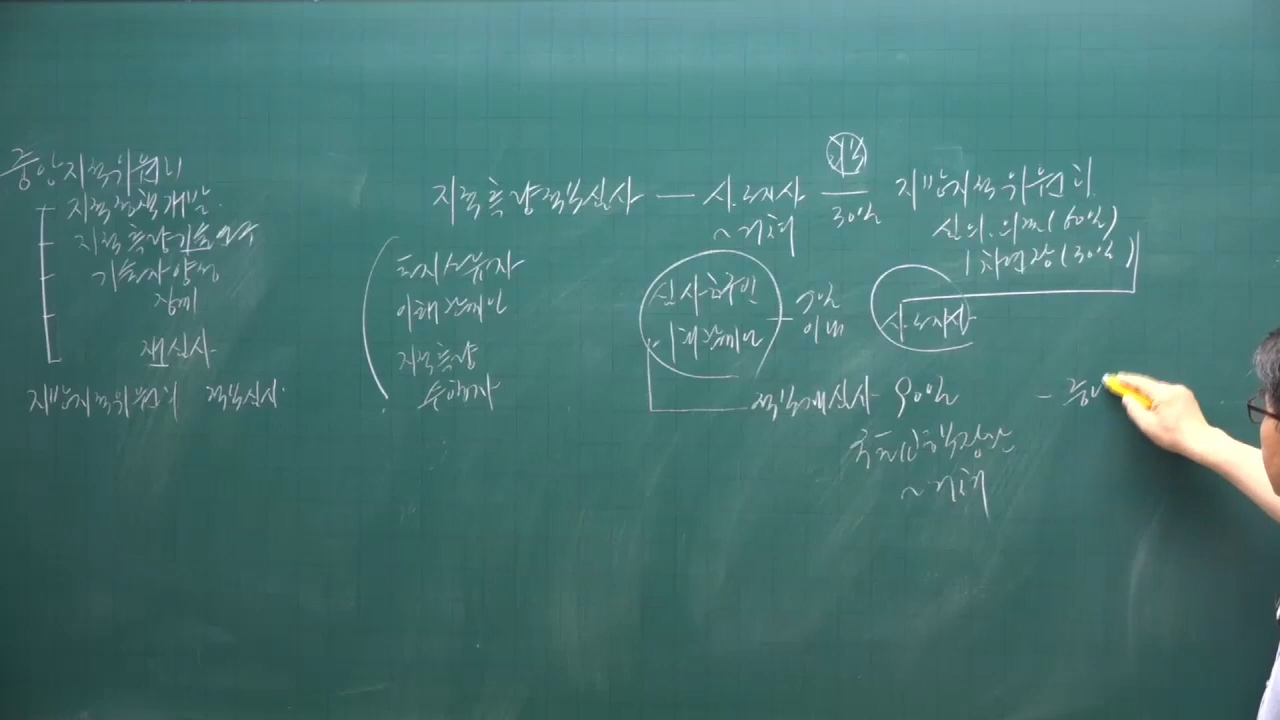 중앙지적위원회
지적정책개발
지적측량기술연구
기술자양성
징계
재심사
지방지적위원회 적부심사
지적측량적부심사 — 시.도지사 — 30일 지방지적위원회
~거쳐
심의.의결(60일)
1차연장(30일)
토지소유자
이해관계인
지적측량
수행자
심사청구인
이해관계인
7일
이내
시.도지사
적부재심사 90일 - 중앙
국토교통부장관
~거쳐